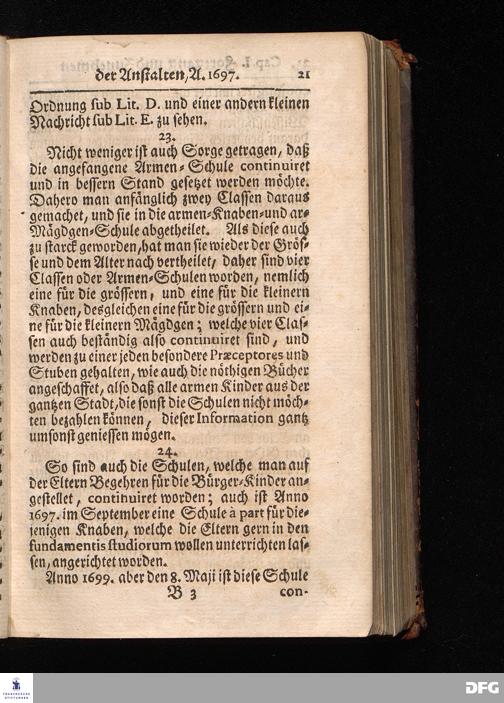 der Anstalten, A. 1697. 21
Ordnung sub Lit. D. und einer andern kleinen
Nachricht sub Lit. E. zu sehen.
23.
Nicht weniger ist auch Sorge getragen, daß
die angefangene Armen-Schule continuiret
und in bessern Stand gesetzet werden möchte.
Dahero man anfänglich zwey Classen daraus
gemachet, und sie in die armen-Knaben-und ar-
Mägdgen-Schule abgetheilet. Als diese auch
zu starck geworden, hat man sie wieder der Grös-
se und dem Alter nach vertheilet, daher sind vier
Classen oder Armen-Schulen worden, nemlich
eine für die grössern, und eine für die kleinern
Knaben, desgleichen eine für die grössern und ei-
ne für die kleinern Mägdgen; welche vier Clas-
sen auch beständig also continuiret sind, und
werden zu einer jeden besondere Præceptores und
Stuben gehalten, wie auch die nöthigen Bücher
angeschaffet, also daß alle armen Kinder aus der
gantzen Stadt, die sonst die Schulen nicht möch-
ten bezahlen können, dieser Information gantz
umsonst geniessen mögen.
24.
So sind auch die Schulen, welche man auf
der Eltern Begehren für die Bürger-Kinder an-
gestellet, continuiret worden; auch ist Anno
1697. im September eine Schule à part für die-
jenigen Knaben, welche die Eltern gern in den
fundamentis studiorum wollen unterrichten las-
sen, angerichtet worden.
Anno 1699. aber den 8. Maji ist diese Schule
B 3 con-
FRANCKESCHE
STIFTUNGEN
DFG